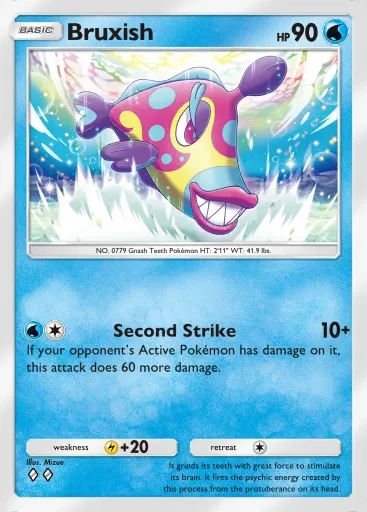 BASIC Bruxish HP 90
NO. 0779 Gnash Teeth Pokémon HT: 2'11" WT: 41.9 lbs.
Second Strike 10+
If your opponent's Active Pokémon has damage on it,
this attack does 60 more damage.
weakness +20 retreat
Illus. Mizue
It grinds its teeth with great force to stimulate
its brain. It fires the psychic energy created by
this process from the protuberance on its head.